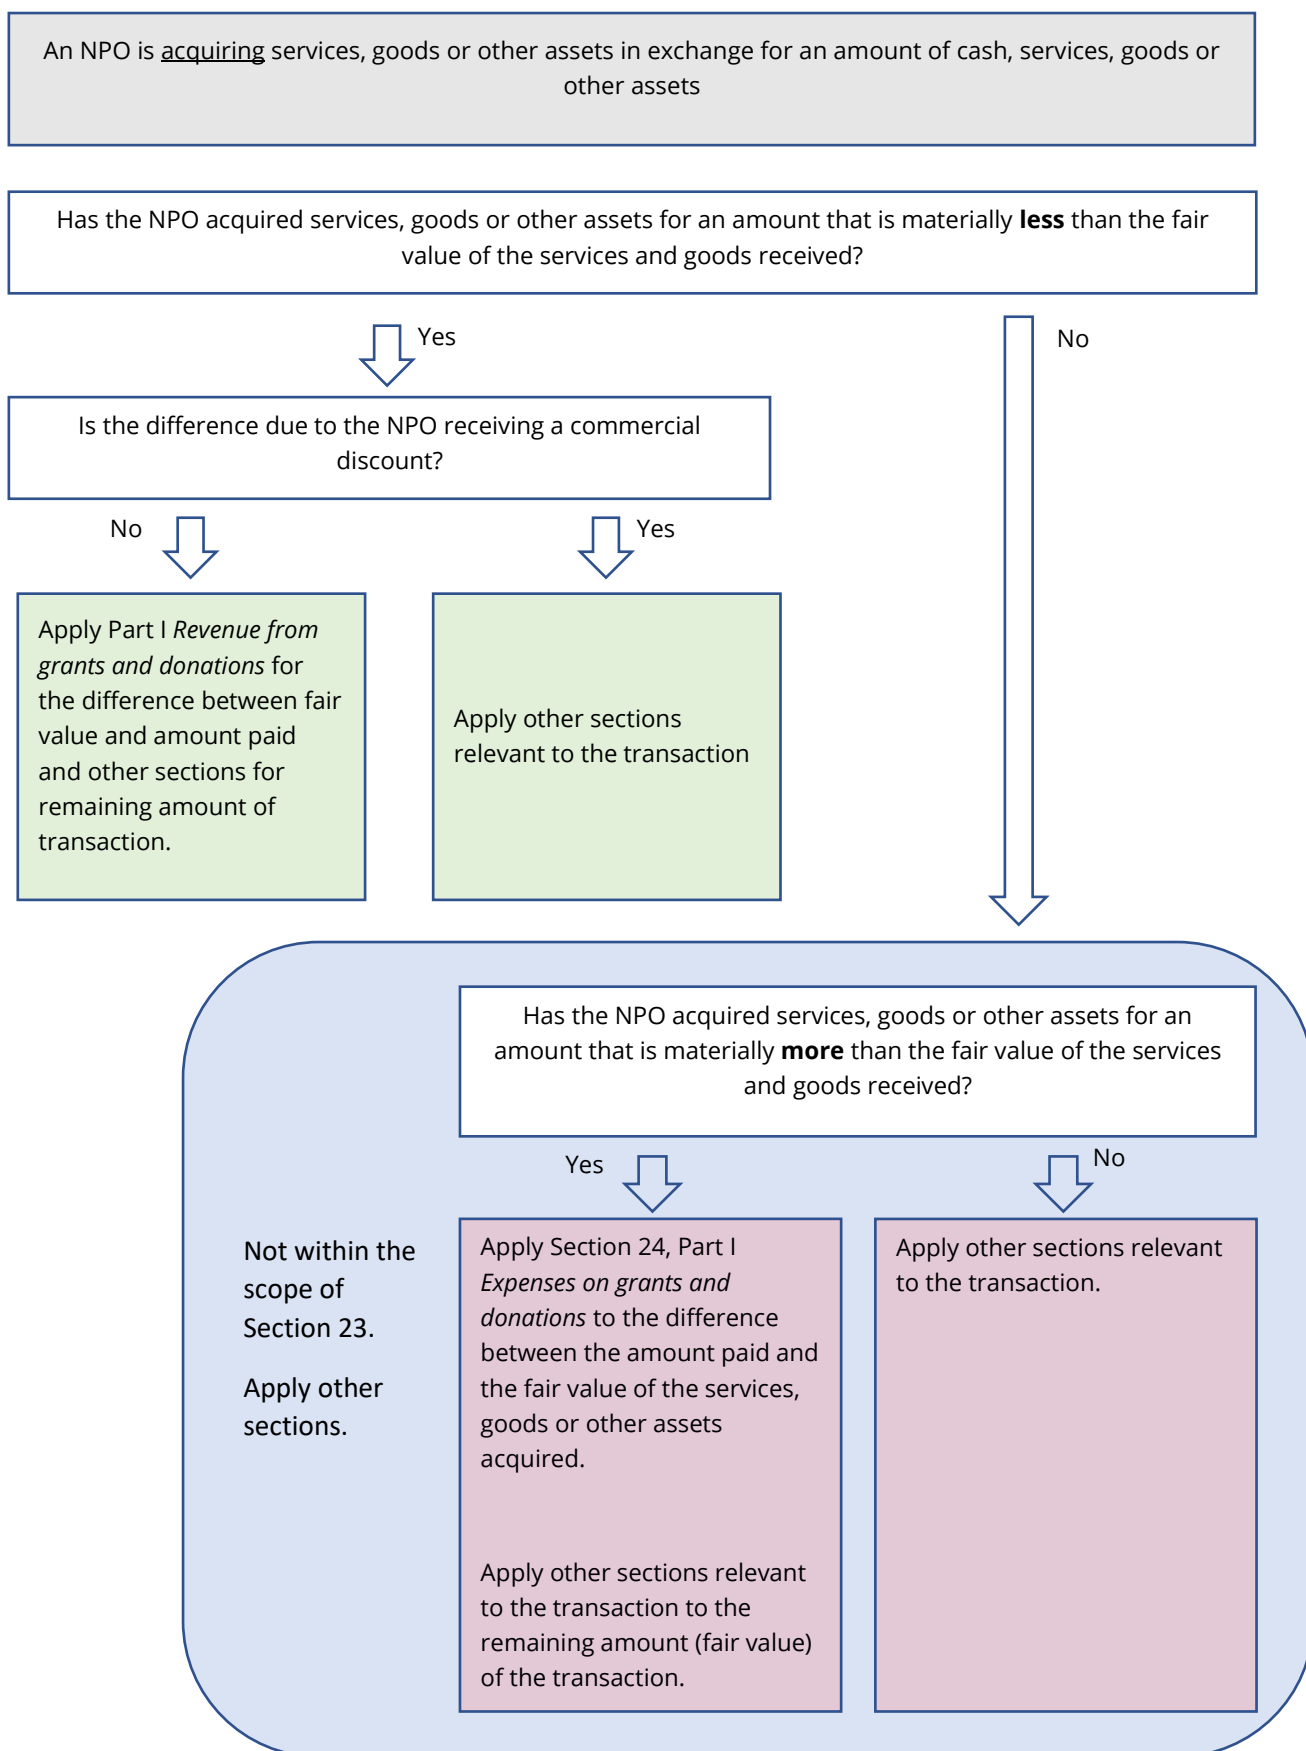 An NPO is acquiring services, goods or other assets in exchange for an amount of cash, services, goods or
other assets
Has the NPO acquired services, goods or other assets for an amount that is materially less than the fair
value of the services and goods received?
Yes
No
Is the difference due to the NPO receiving a commercial
discount?
No
Yes
Apply Part I Revenue from
grants and donations for
the difference between fair
value and amount paid
and other sections for
remaining amount of
transaction.
Apply other sections
relevant to the transaction
Has the NPO acquired services, goods or other assets for an
amount that is materially more than the fair value of the services
and goods received?
Yes
No
Not within the
scope of
Section 23.
Apply other
sections.
Apply Section 24, Part I
Expenses on grants and
donations to the difference
between the amount paid and
the fair value of the services,
goods or other assets
acquired.
Apply other sections relevant
to the transaction to the
remaining amount (fair value)
of the transaction.
Apply other sections relevant
to the transaction.